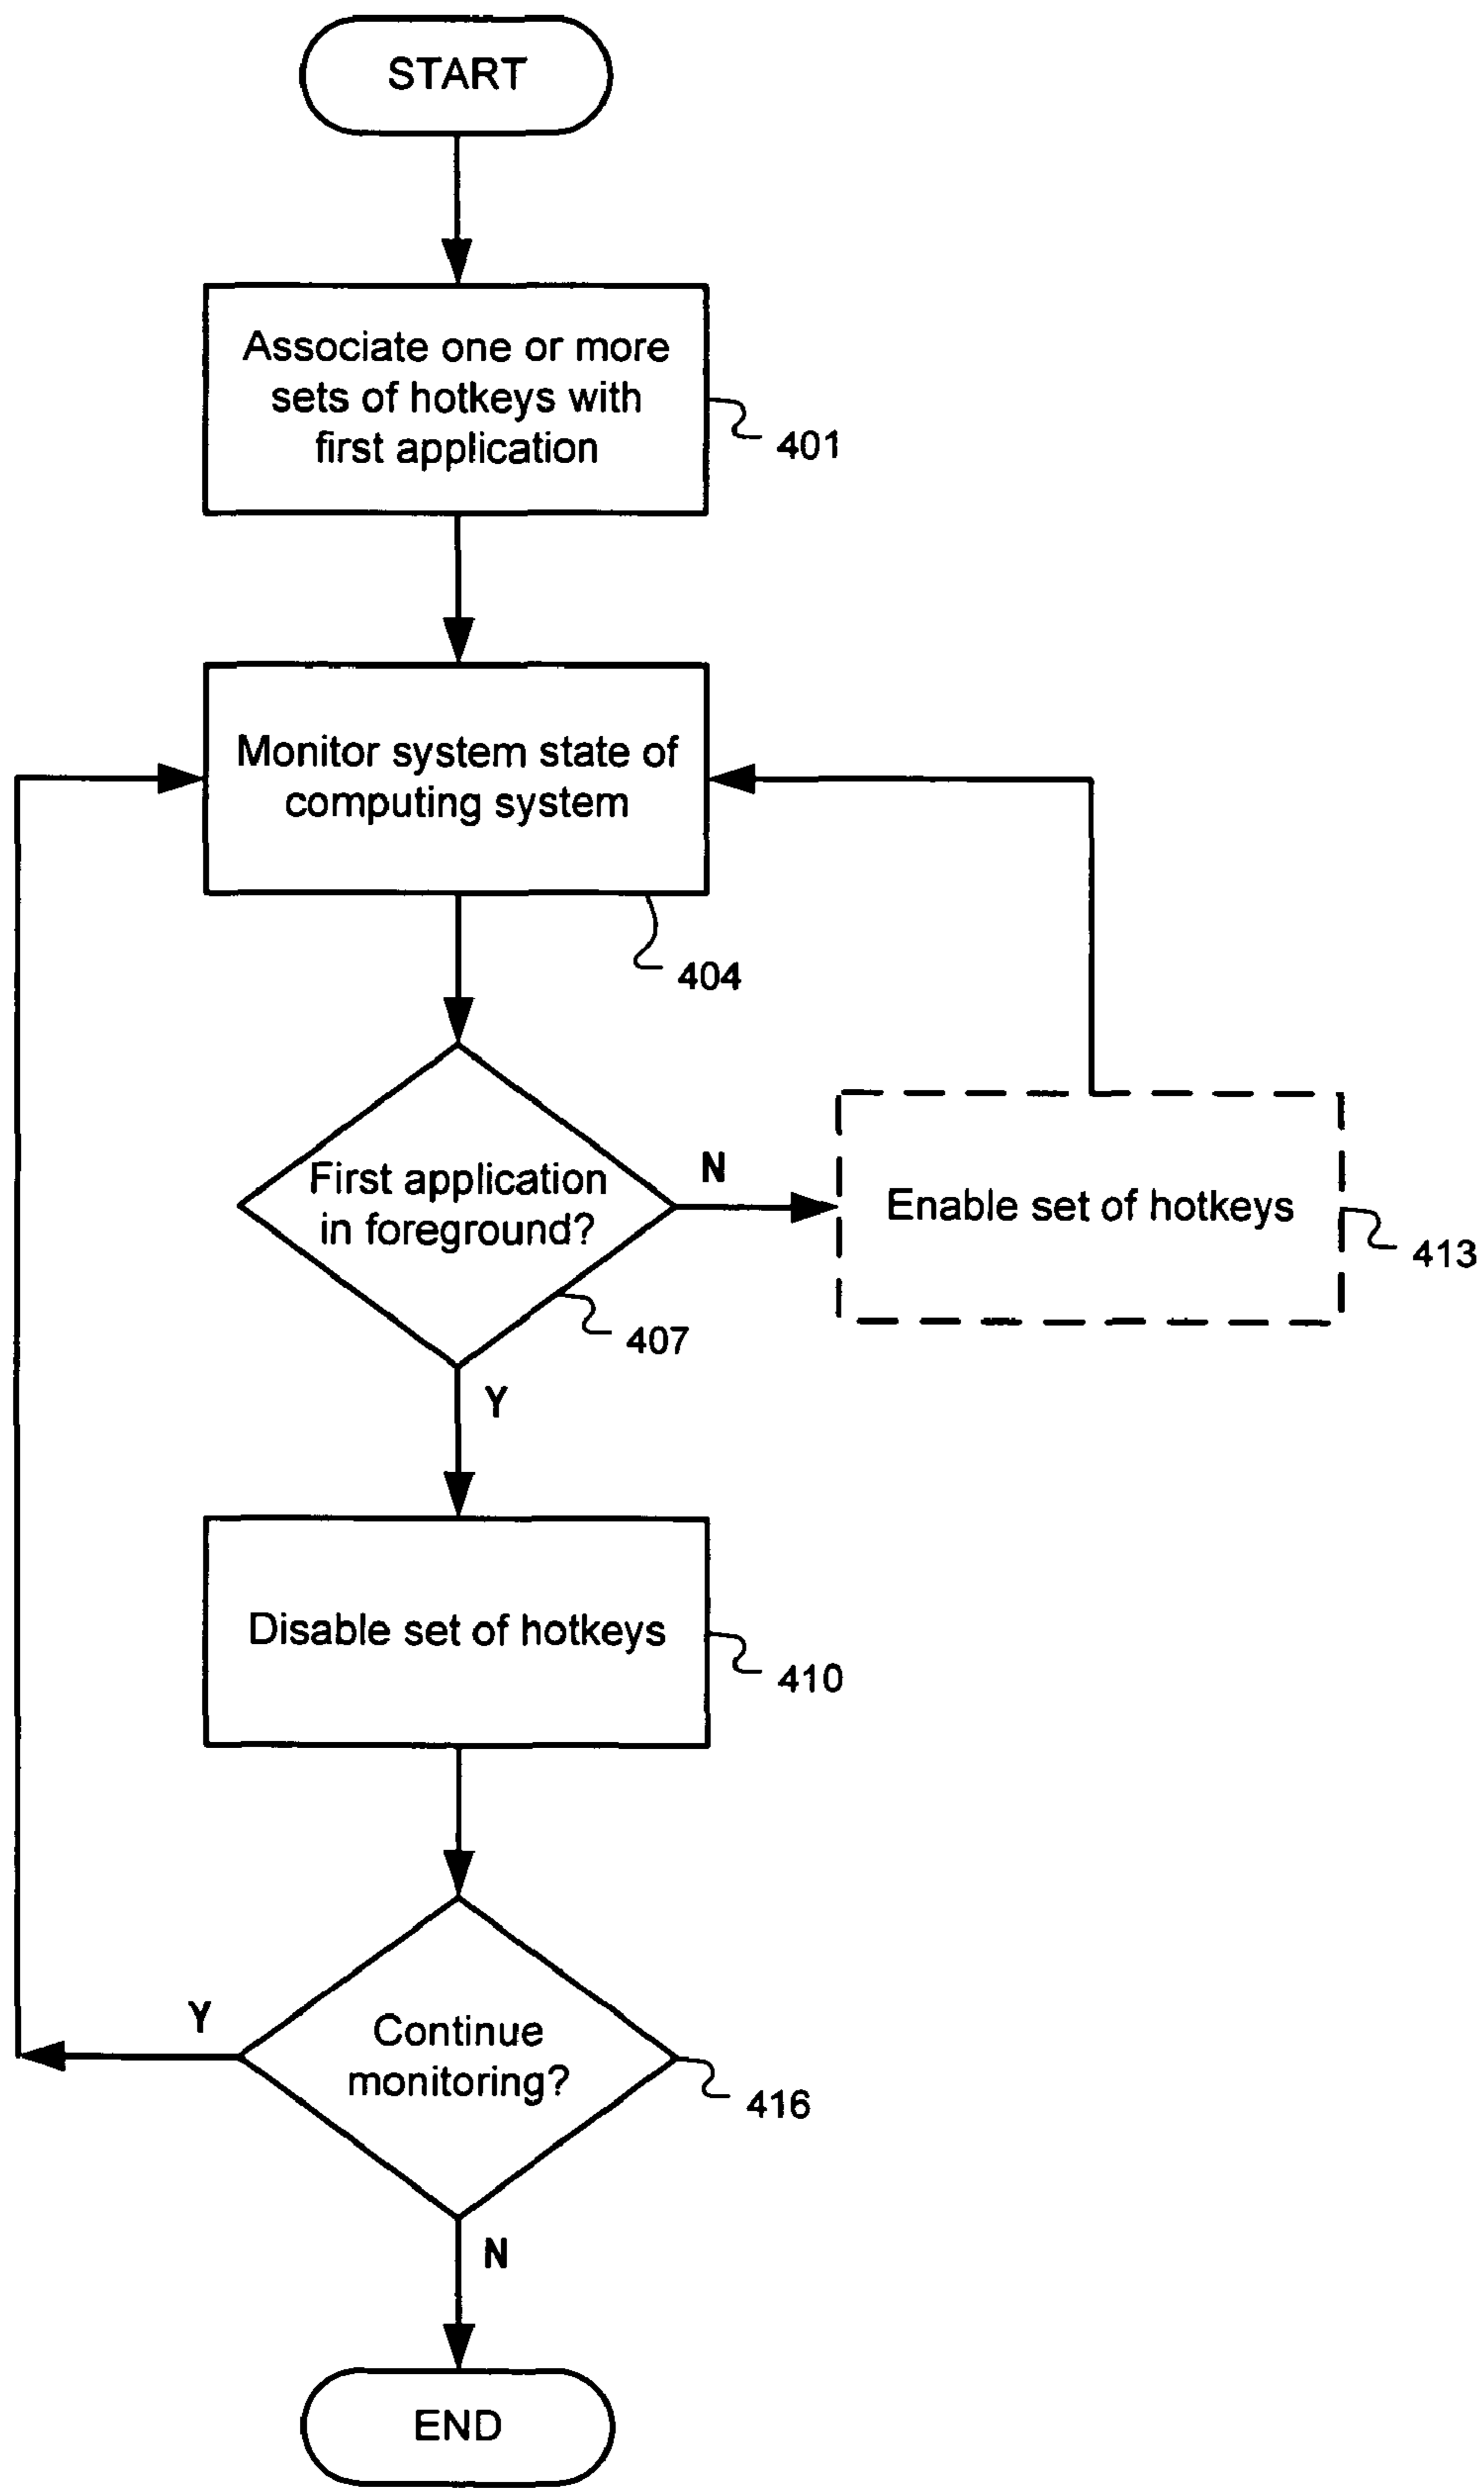 START
Associate one or more
sets of hotkeys with
first application
401
Monitor system state of
computing system
404
First application
in foreground?
407
N
Enable set of hotkeys
413
Y
Disable set of hotkeys
410
Continue
monitoring?
416
Y
N
END